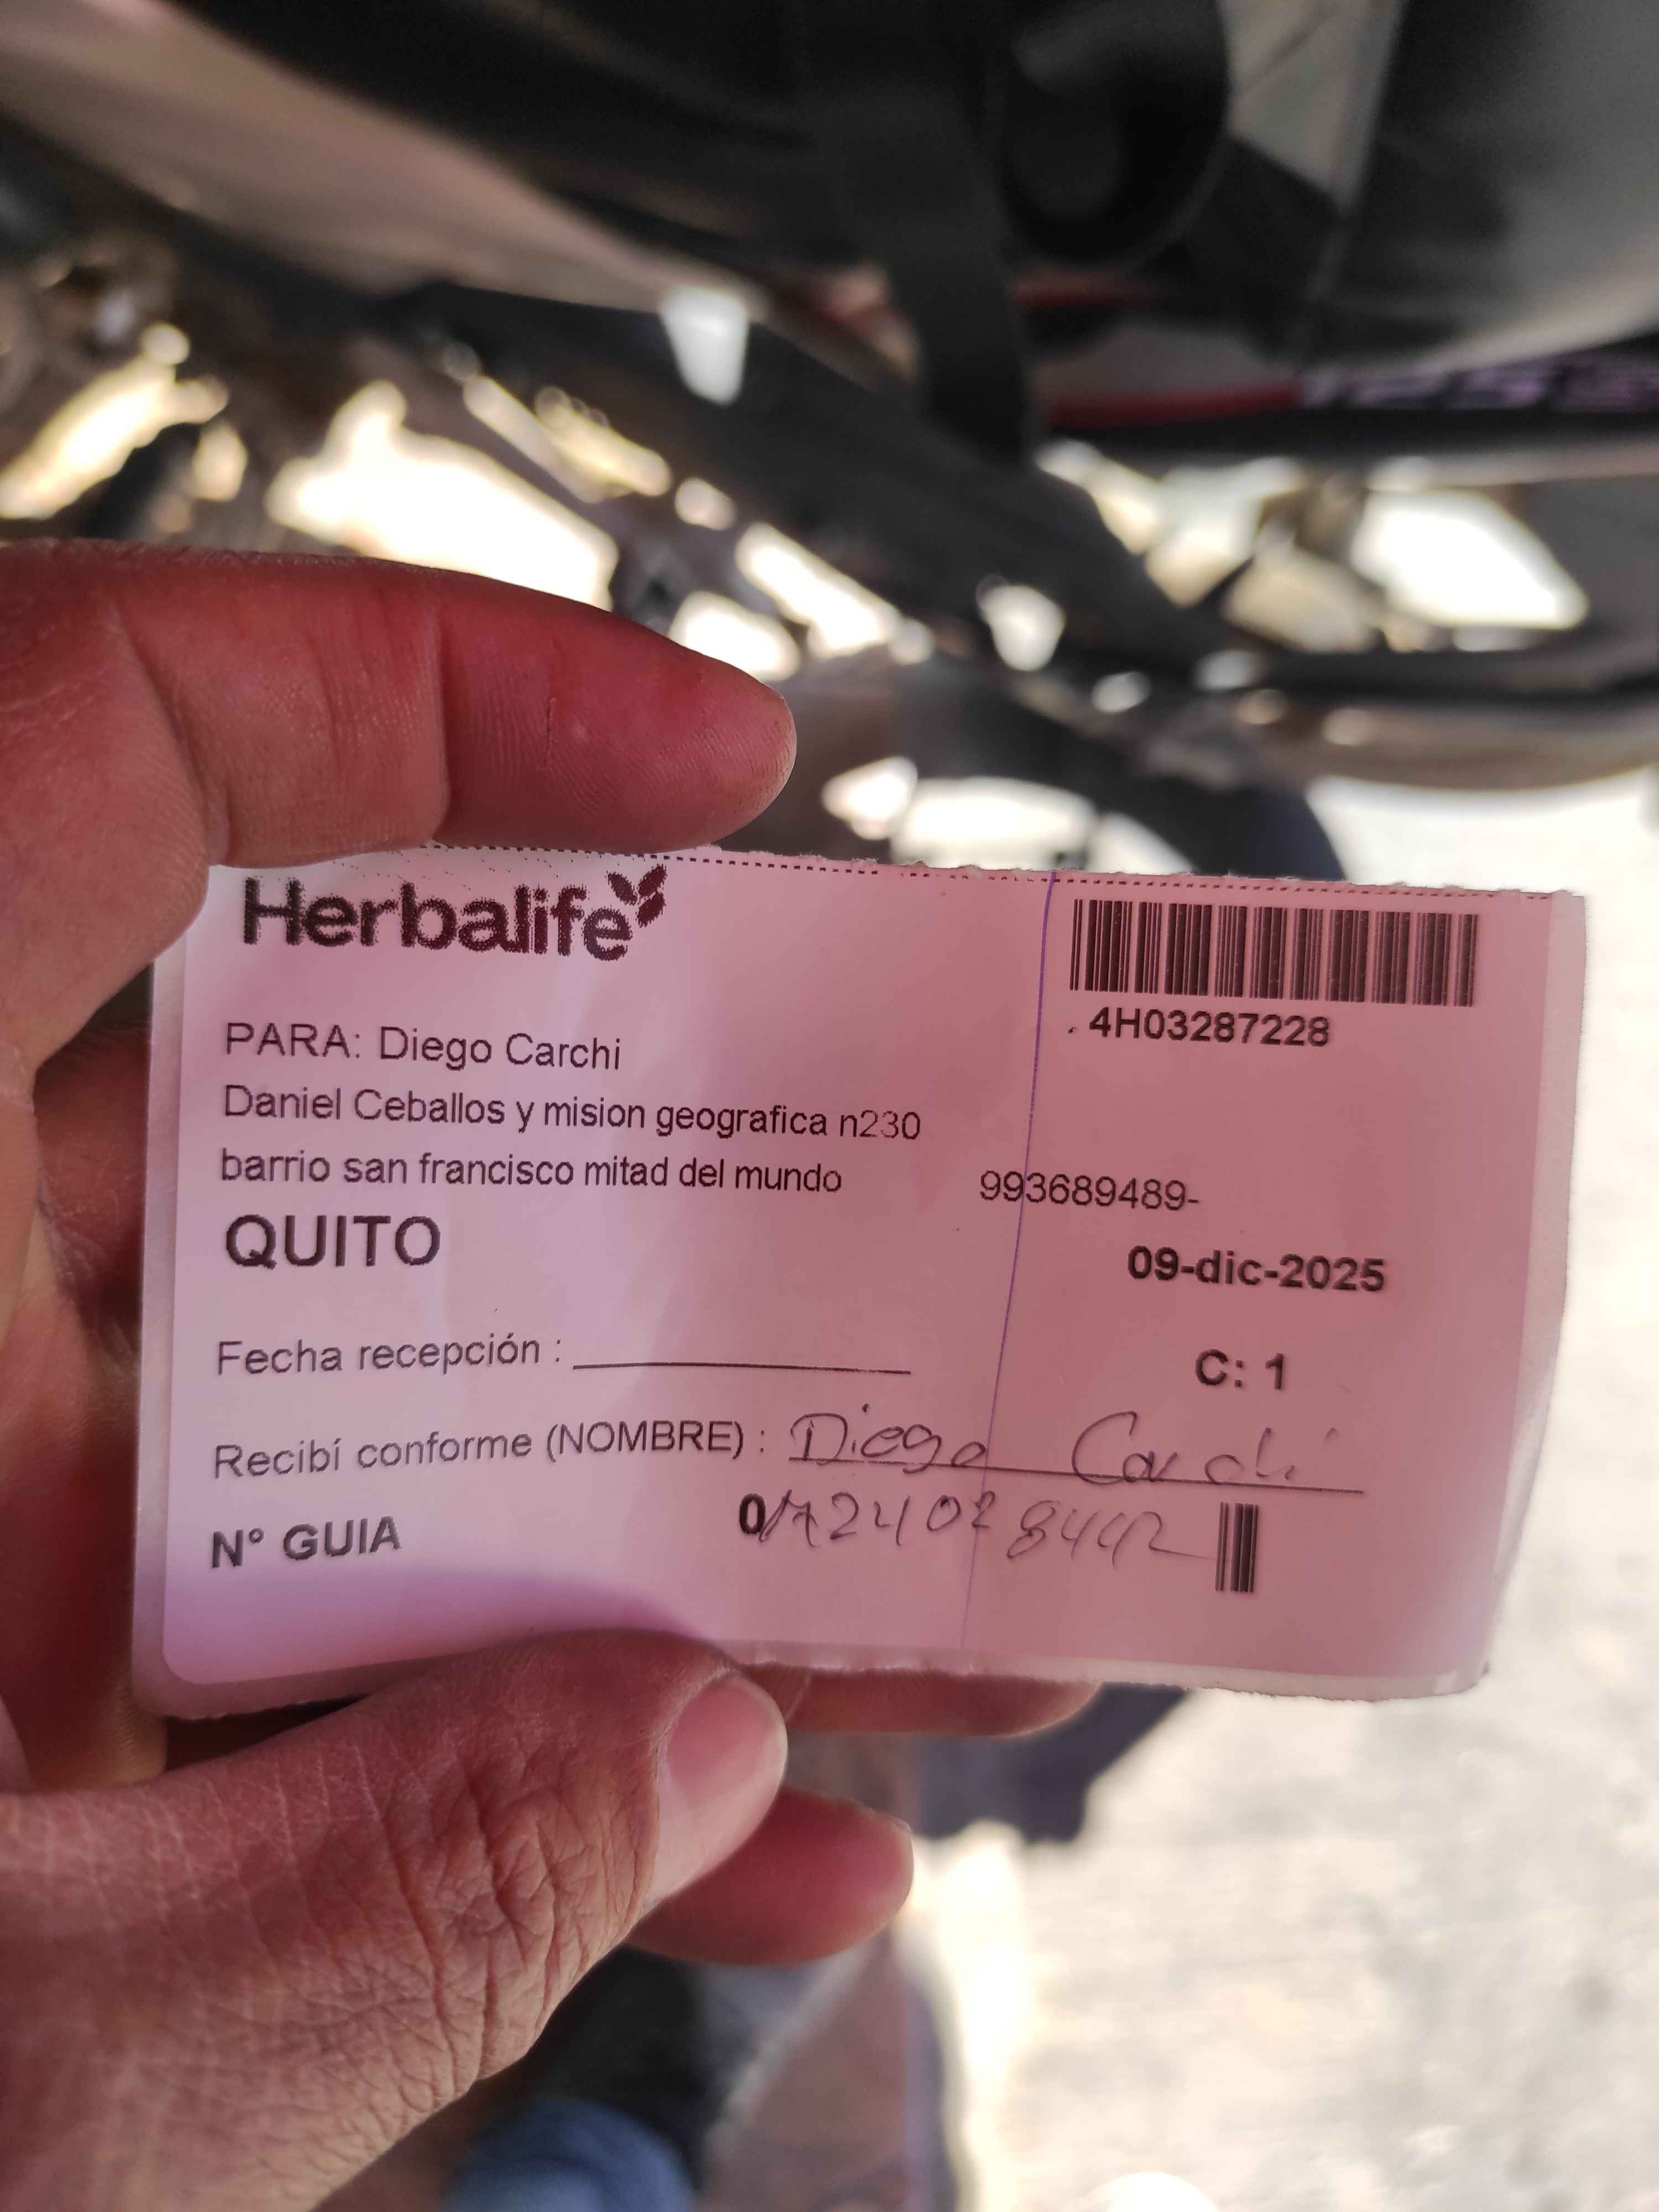 Herbalife
4H03287228
PARA: Diego Carchi
Daniel Ceballos y mision geografica n230
barrio san francisco mitad del mundo 993689489-
QUITO
09-dic-2025
Fecha recepción :
C: 1
Recibí conforme (NOMBRE) : Diego Carchi
N° GUIA 0